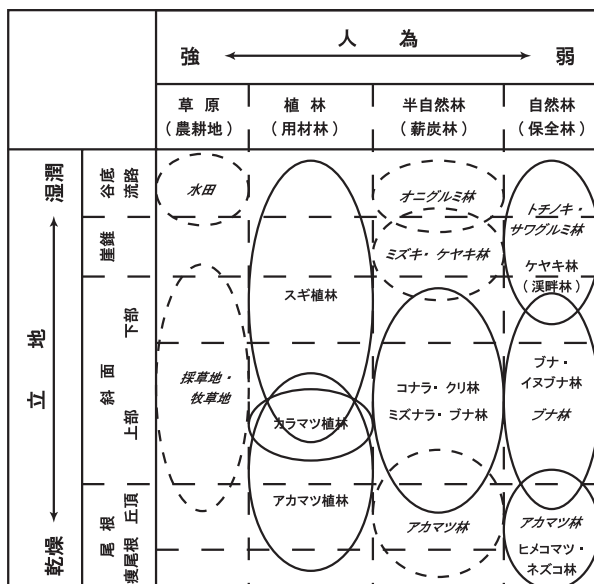 人 為
強 弱
草 原
（農耕地）
植 林
（用材林）
半自然林
（薪炭林）
自然林
（保全林）
立 地
湿潤
乾燥
谷底
流路
崖錐
斜 面
下部
上部
尾 根
丘頂
痩尾根
水田
採草地・
牧草地
スギ植林
カラマツ植林
アカマツ植林
オニグルミ林
ミズキ・ケヤキ林
コナラ・クリ林
ミズナラ・ブナ林
アカマツ林
トチノキ・
サワグルミ林
ケヤキ林
（渓畔林）
ブナ・
イヌブナ林
ブナ林
アカマツ林
ヒメコマツ・
ネズコ林